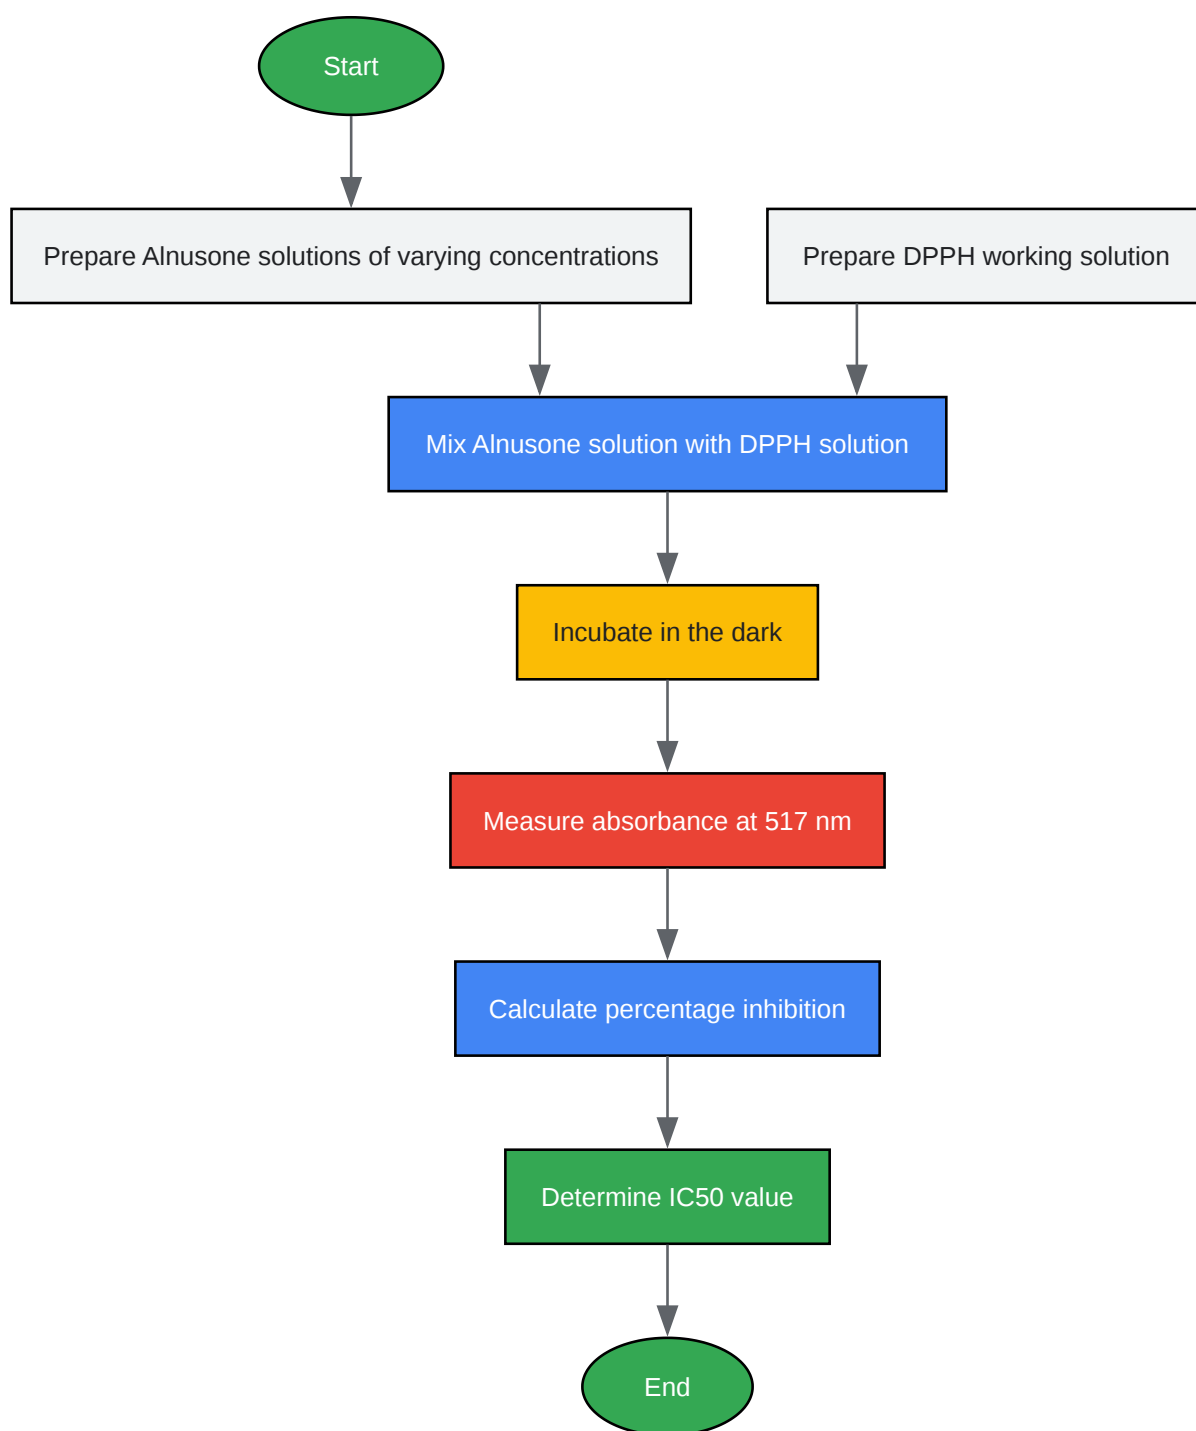 Start
Prepare Alnusone solutions of varying concentrations
Prepare DPPH working solution
Mix Alnusone solution with DPPH solution
Incubate in the dark
Measure absorbance at 517 nm
Calculate percentage inhibition
Determine IC50 value
End